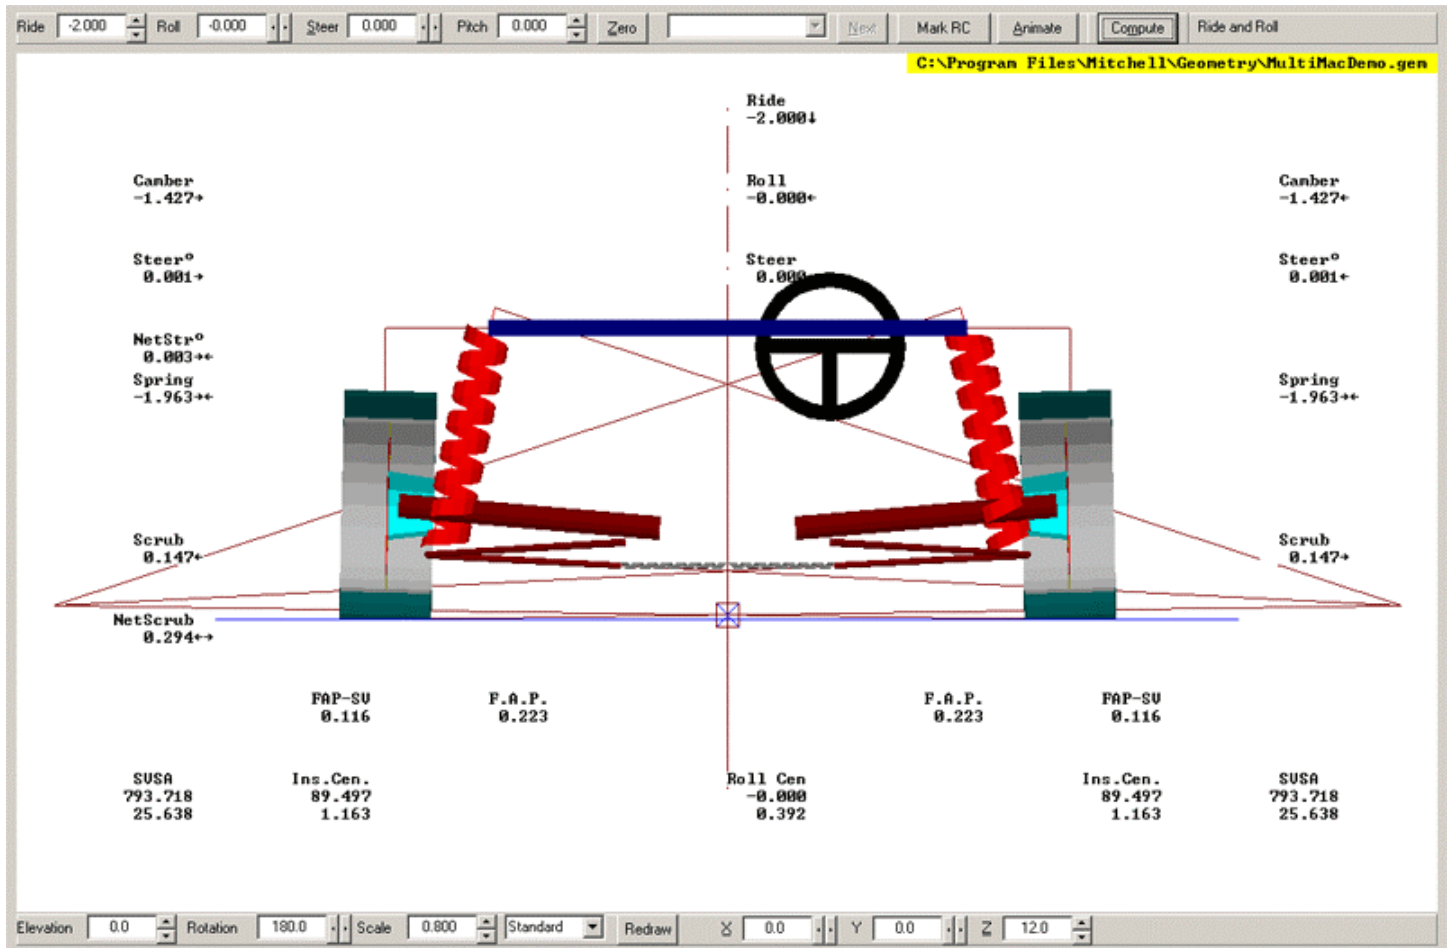 Ride -2.000 Roll -0.000 Steer 0.000 Pitch 0.000 Zero Next Mark RC Animate Compute Ride and Roll
C:\Program Files\Mitchell\Geometry\MultiMacDemo.gem
Ride
-2.000↓
Camber Roll Camber
-1.427→ -0.000← -1.427←
Steerº Steer Steerº
0.001→ 0.000 0.001←
NetStrº
0.003→←
Spring Spring
-1.963→← -1.963→←
Scrub Scrub
0.147← 0.147→
NetScrub
0.294←→
FAP-SV F.A.P. F.A.P. FAP-SV
0.116 0.223 0.223 0.116
SVSA Ins.Cen. Roll Cen Ins.Cen. SVSA
793.718 89.497 -0.000 89.497 793.718
25.638 1.163 0.392 1.163 25.638
Elevation 0.0 Rotation 180.0 Scale 0.800 Standard Redraw X 0.0 Y 0.0 Z 12.0